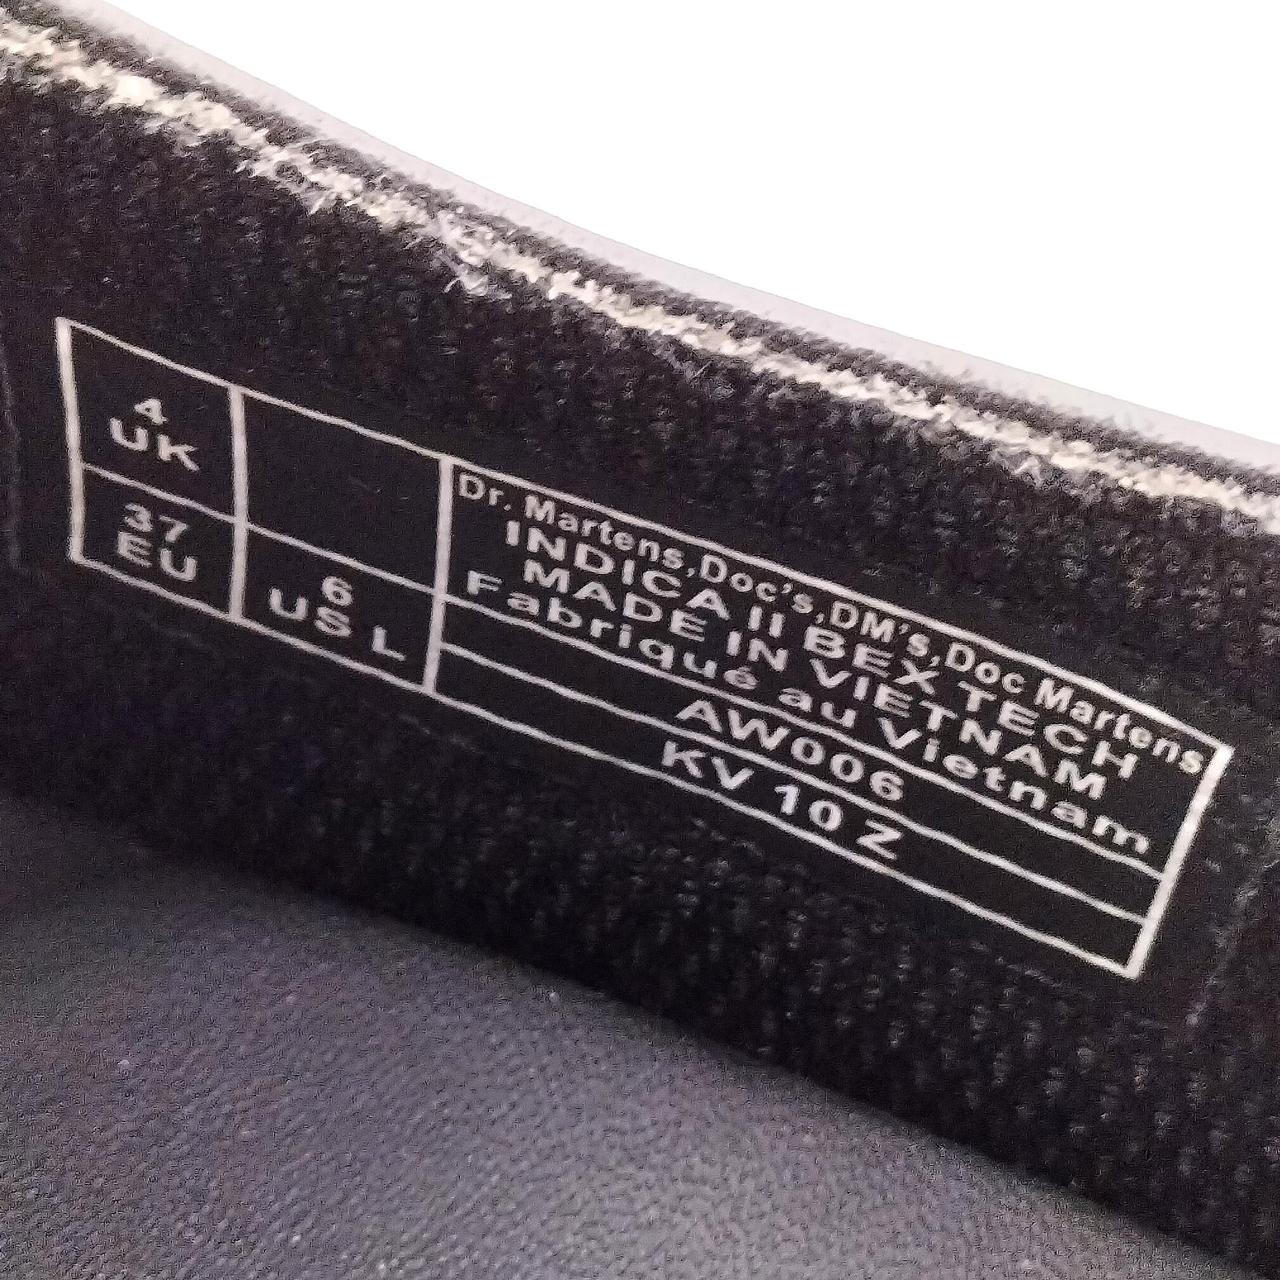 4
UK
37
EU
6
US L
Dr. Martens,Doc's,DM's,Doc Martens
INDICA II BEX TECH
MADE IN VIETNAM
Fabriqué au Vietnam
AW006
KV 10 Z